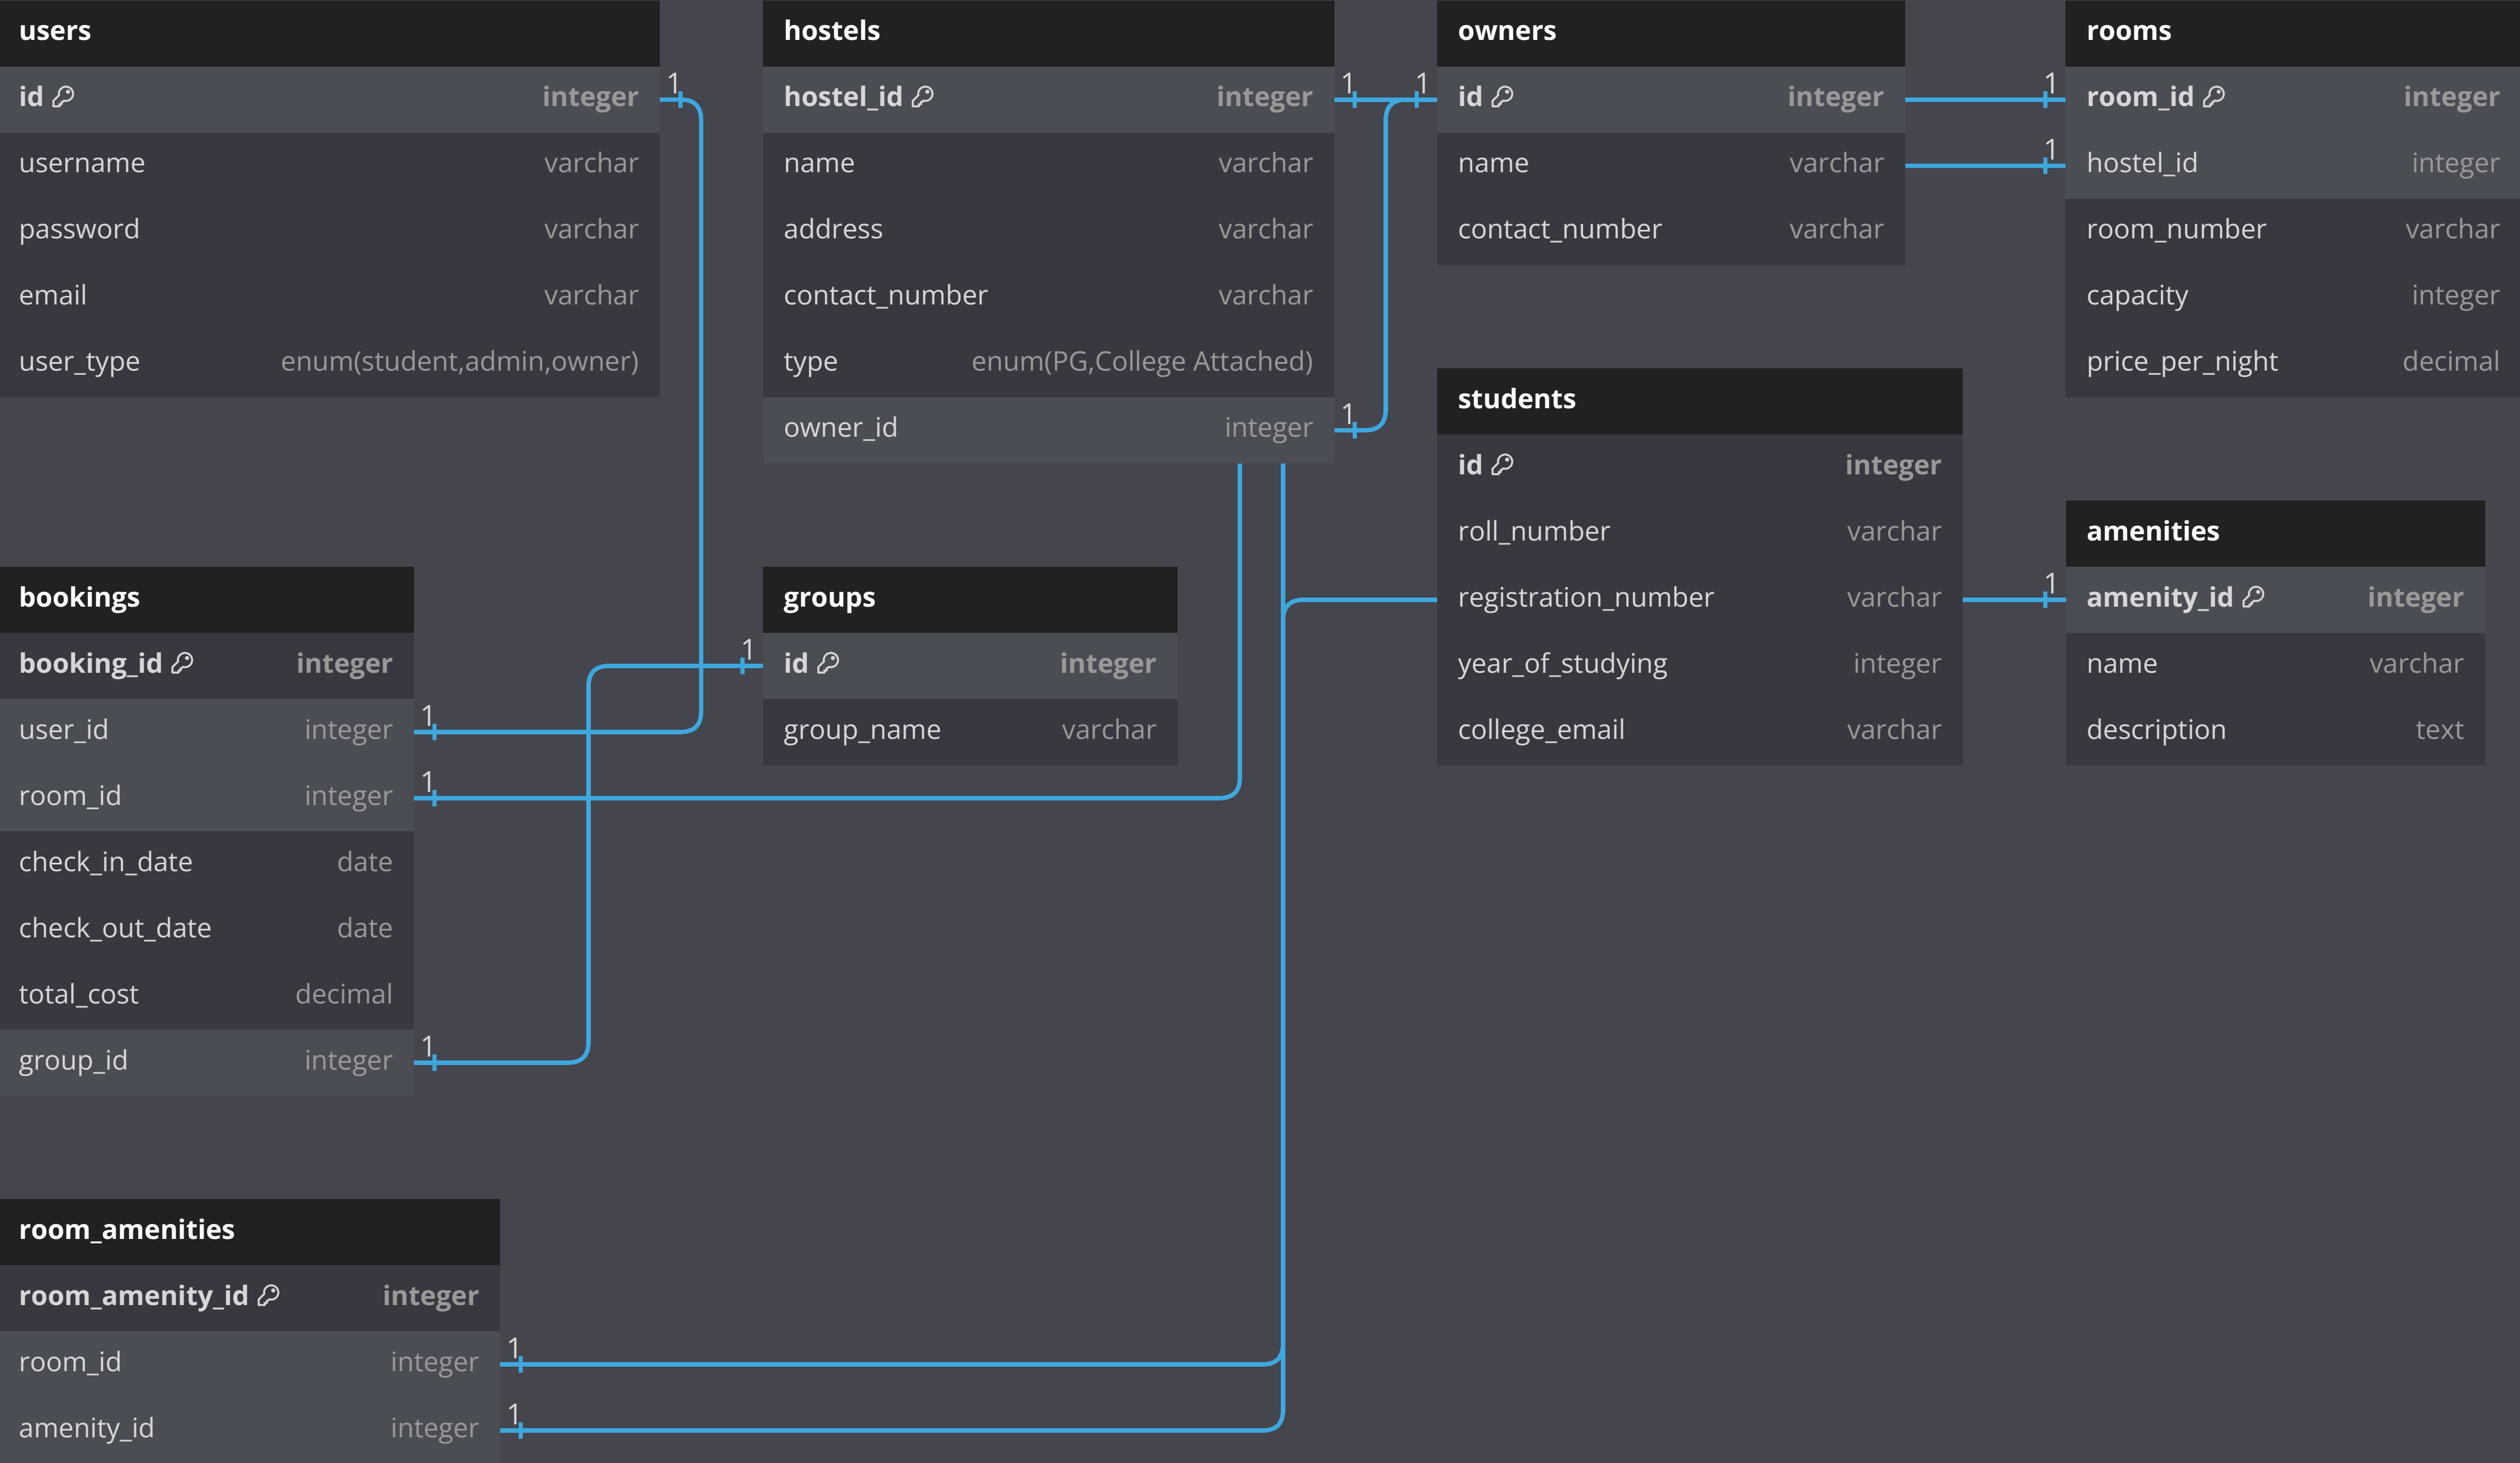 users
id integer
username varchar
password varchar
email varchar
user_type enum(student,admin,owner)
1
hostels
hostel_id integer
name varchar
address varchar
contact_number varchar
type enum(PG,College Attached)
owner_id integer
1
1
1
owners
id integer
name varchar
contact_number varchar
1
1
rooms
room_id integer
hostel_id integer
room_number varchar
capacity integer
price_per_night decimal
students
id integer
roll_number varchar
registration_number varchar
year_of_studying integer
college_email varchar
1
amenities
amenity_id integer
name varchar
description text
bookings
booking_id integer
user_id integer
room_id integer
check_in_date date
check_out_date date
total_cost decimal
group_id integer
1
1
1
1
groups
id integer
group_name varchar
room_amenities
room_amenity_id integer
room_id integer
amenity_id integer
1
1